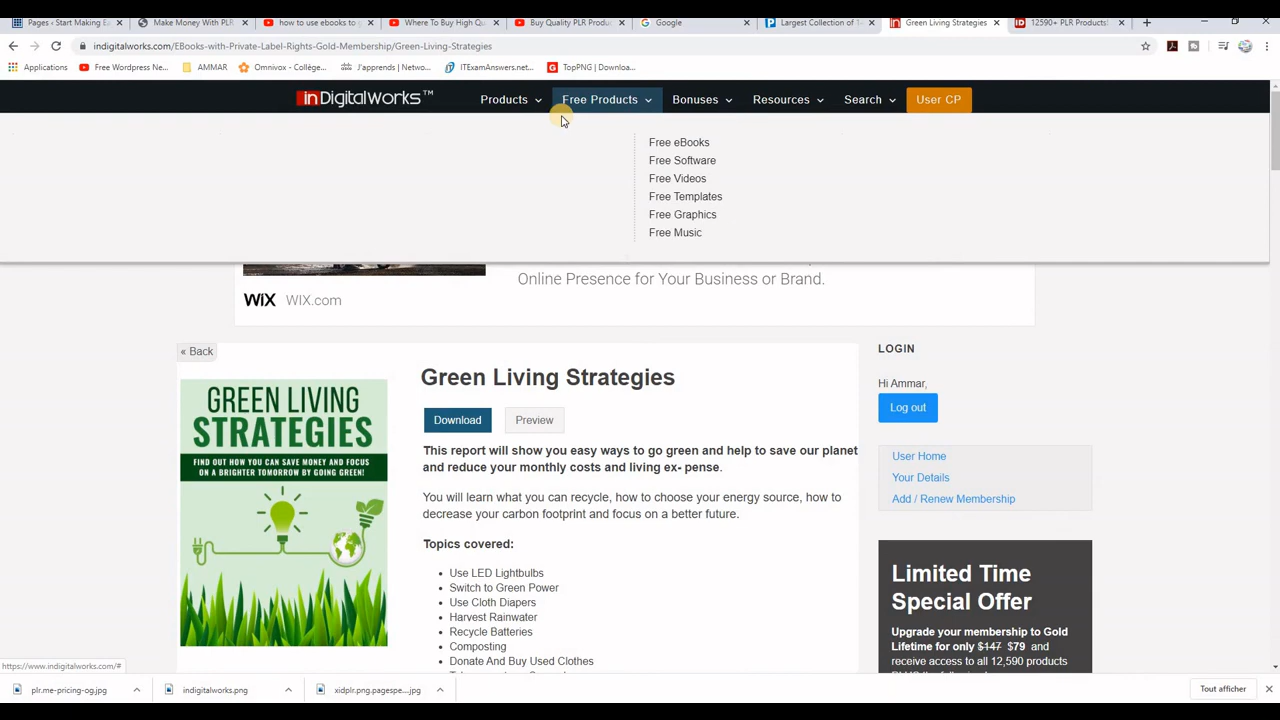 Pages ‹ Start Making Ea
Make Money With PLR
how to use ebooks to g
Where To Buy High Qu
Buy Quality PLR Produc
Google
Largest Collection of 1
Green Living Strategies
12590+ PLR Products
indigitalworks.com/EBooks-with-Private-Label-Rights-Gold-Membership/Green-Living-Strategies
Applications
Free Wordpress Ne...
AMMAR
Omnivox - Collège...
J'apprends | Netwo...
ITExamAnswers.net...
TopPNG | Downloa...
inDigitalWorks™
Products
Free Products
Bonuses
Resources
Search
User CP
Free eBooks
Free Software
Free Videos
Free Templates
Free Graphics
Free Music
Online Presence for Your Business or Brand.
WiX WIX.com
« Back
GREEN LIVING
STRATEGIES
FIND OUT HOW YOU CAN SAVE MONEY AND FOCUS
ON A BRIGHTER TOMORROW BY GOING GREEN!
Green Living Strategies
Download
Preview
This report will show you easy ways to go green and help to save our planet
and reduce your monthly costs and living ex- pense.
You will learn what you can recycle, how to choose your energy source, how to
decrease your carbon footprint and focus on a better future.
Topics covered:
• Use LED Lightbulbs
• Switch to Green Power
• Use Cloth Diapers
• Harvest Rainwater
• Recycle Batteries
• Composting
• Donate And Buy Used Clothes
LOGIN
Hi Ammar,
Log out
User Home
Your Details
Add / Renew Membership
Limited Time
Special Offer
Upgrade your membership to Gold
Lifetime for only $147 $79 and
receive access to all 12,590 products
https://www.indigitalworks.com/#
plr.me-pricing-og.jpg
indigitalworks.png
xidplr.png.pagespe....jpg
Tout afficher